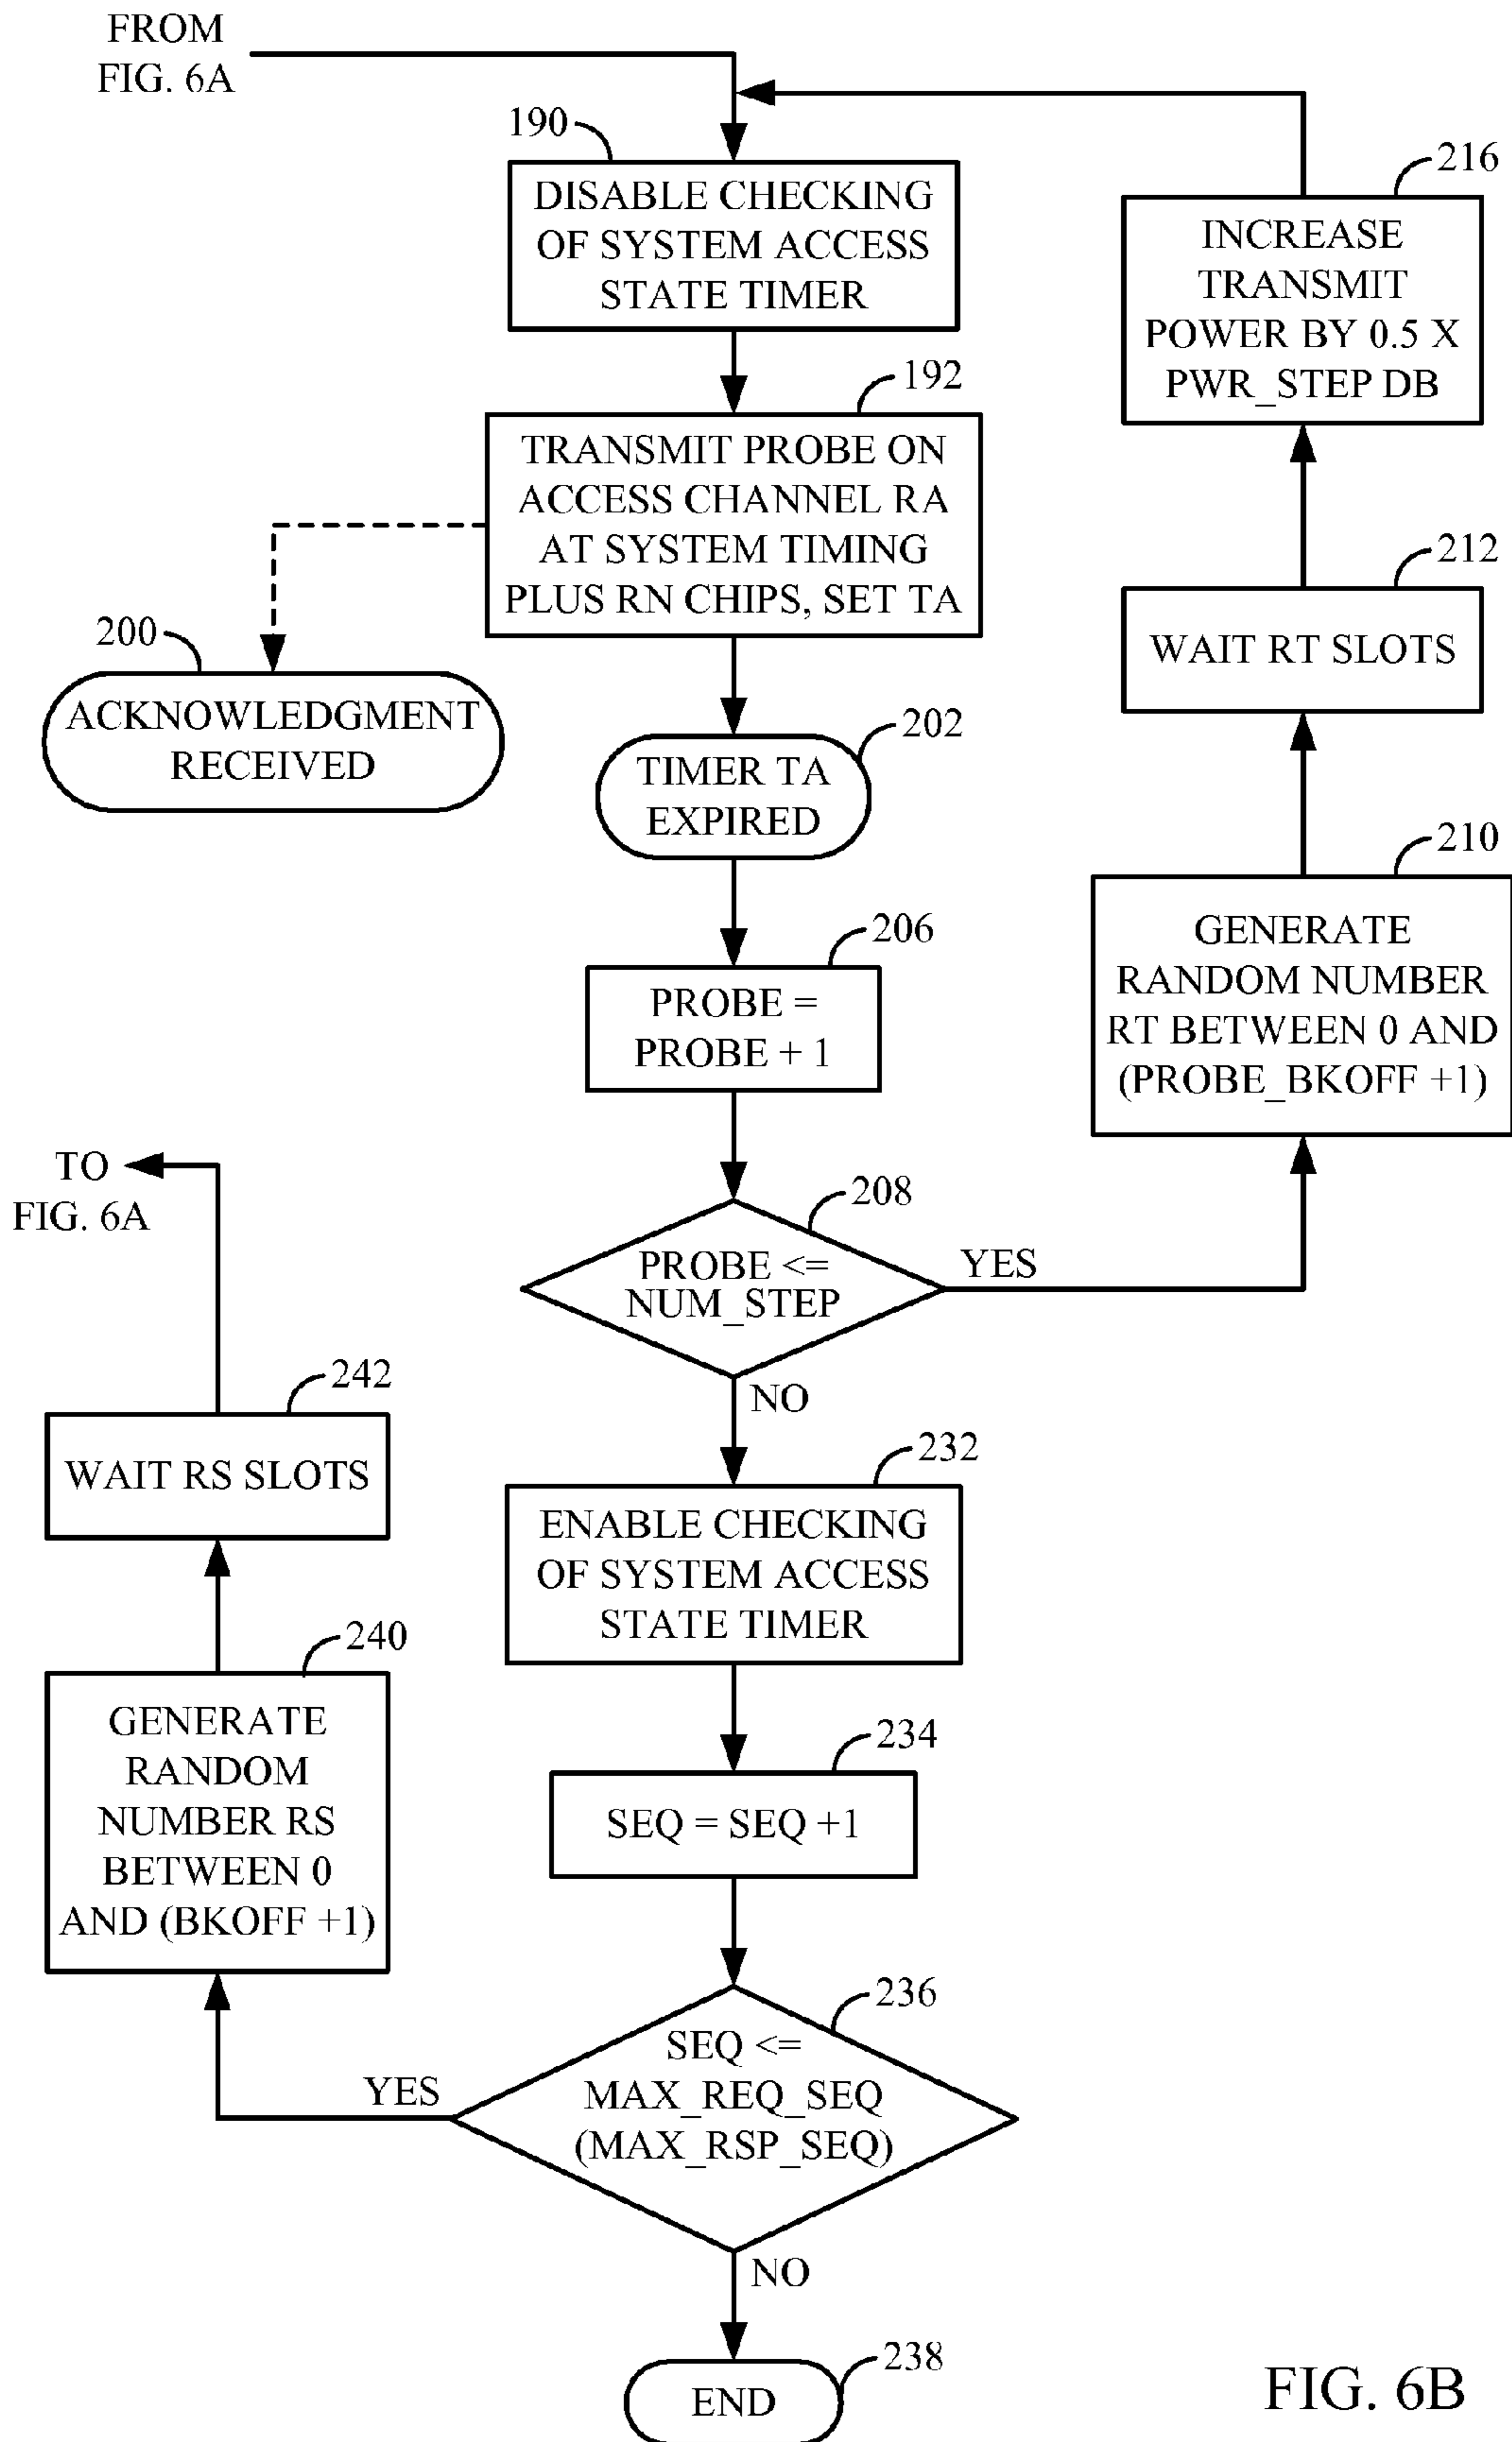 FROM
FIG. 6A
190
DISABLE CHECKING
OF SYSTEM ACCESS
STATE TIMER
216
INCREASE
TRANSMIT
POWER BY 0.5 X
PWR_STEP DB
192
TRANSMIT PROBE ON
ACCESS CHANNEL RA
AT SYSTEM TIMING
PLUS RN CHIPS, SET TA
212
WAIT RT SLOTS
200
ACKNOWLEDGMENT
RECEIVED
202
TIMER TA
EXPIRED
210
GENERATE
RANDOM NUMBER
RT BETWEEN 0 AND
(PROBE_BKOFF +1)
206
PROBE =
PROBE + 1
TO
FIG. 6A
208
PROBE <=
NUM_STEP
YES
NO
242
WAIT RS SLOTS
232
ENABLE CHECKING
OF SYSTEM ACCESS
STATE TIMER
240
GENERATE
RANDOM
NUMBER RS
BETWEEN 0
AND (BKOFF +1)
234
SEQ = SEQ +1
236
SEQ <=
MAX_REQ_SEQ
(MAX_RSP_SEQ)
YES
NO
238
END
FIG. 6B